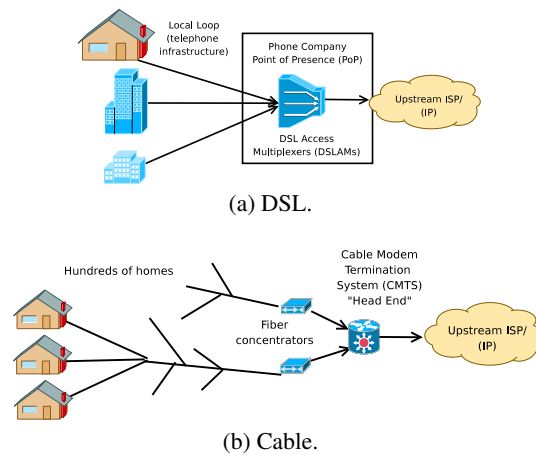 Local Loop
(telephone
infrastructure)
Phone Company
Point of Presence (PoP)
Upstream ISP/
(IP)
DSL Access
Multiplexers (DSLAMs)
(a) DSL.
Hundreds of homes
Cable Modem
Termination
System (CMTS)
"Head End"
Fiber
concentrators
Upstream ISP/
(IP)
(b) Cable.